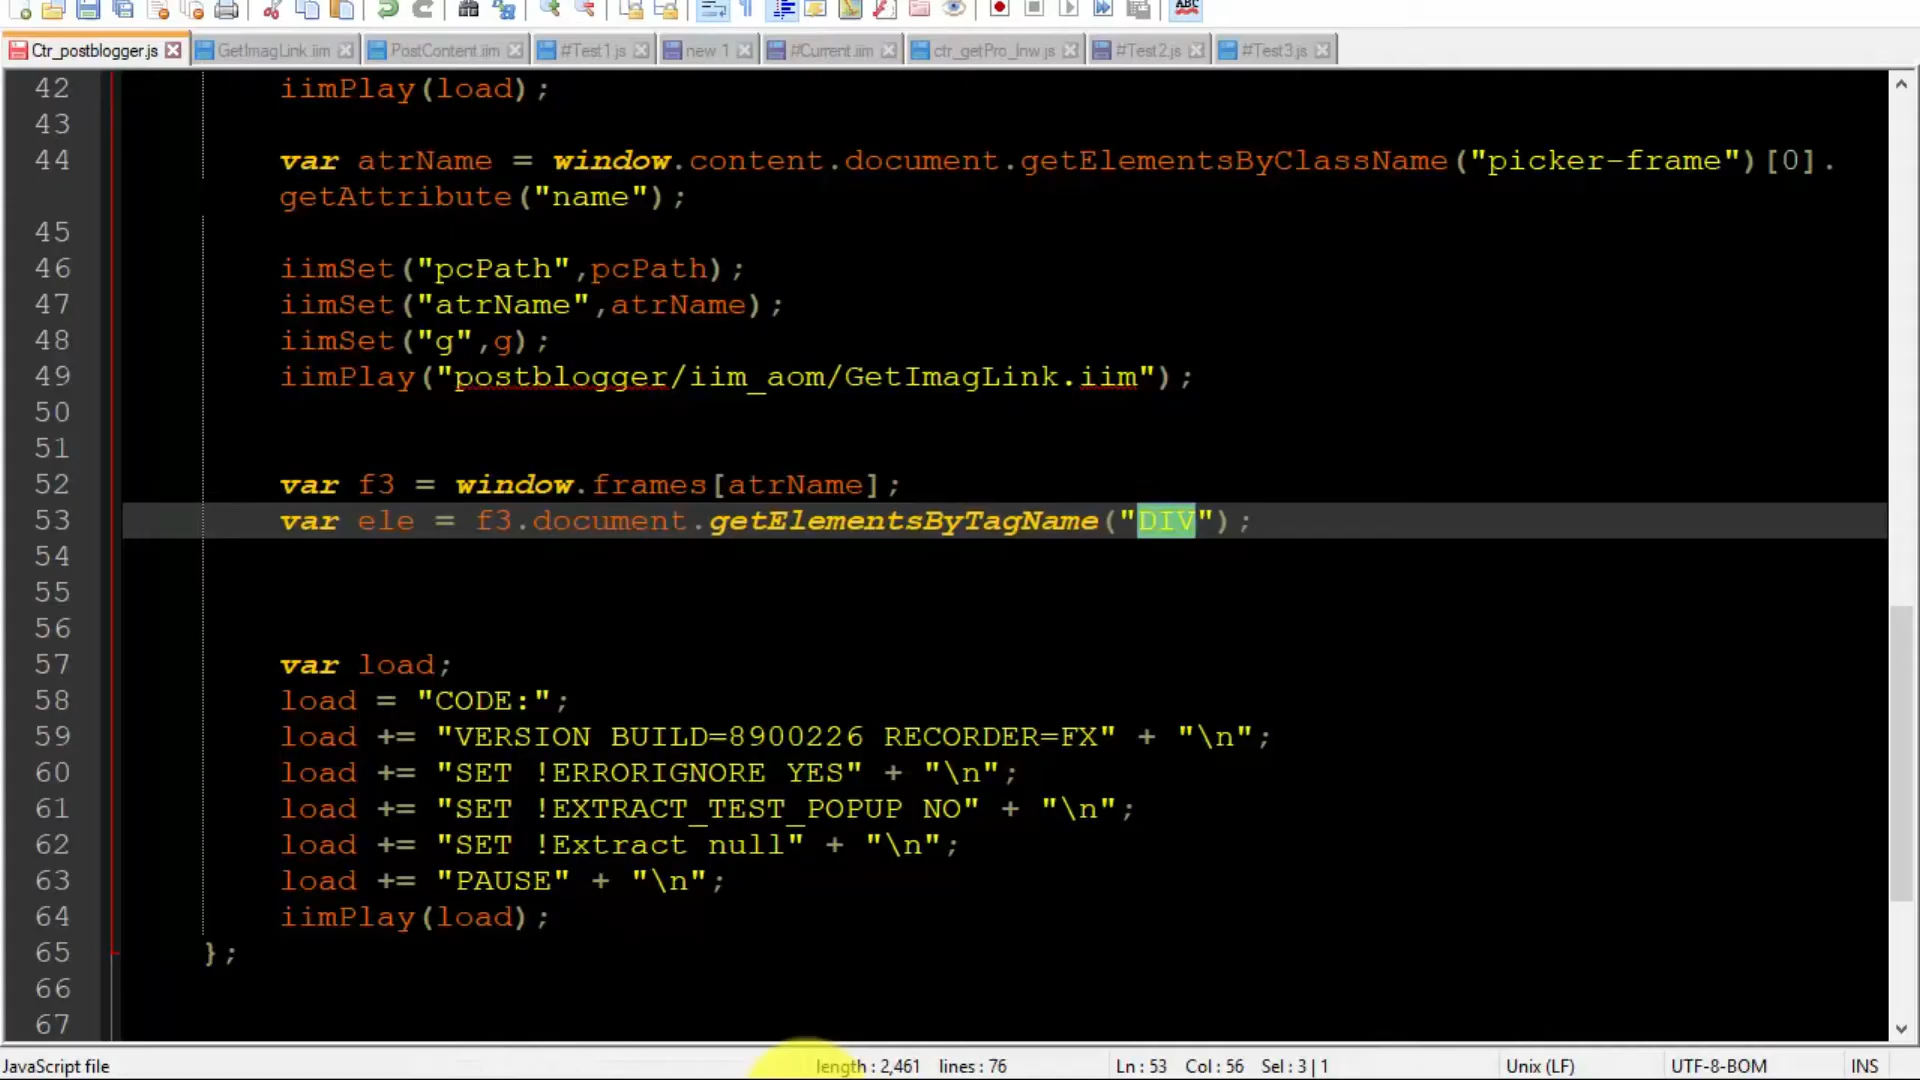 Ctr_postblogger.js GetImagLink.iim PostContent.iim #Test1.js new 1 #Current.iim ctr_getPro_lnw.js #Test2.js #Test3.js
ABC
42 iimPlay(load);
43
44 var atrName = window.content.document.getElementsByClassName("picker-frame")[0].
getAttribute("name");
45
46 iimSet("pcPath",pcPath);
47 iimSet("atrName",atrName);
48 iimSet("g",g);
49 iimPlay("postblogger/iim_aom/GetImagLink.iim");
50
51
52 var f3 = window.frames[atrName];
53 var ele = f3.document.getElementsByTagName("DIV");
54
55
56
57 var load;
58 load = "CODE:";
59 load += "VERSION BUILD=8900226 RECORDER=FX" + "\n";
60 load += "SET !ERRORIGNORE YES" + "\n";
61 load += "SET !EXTRACT_TEST_POPUP NO" + "\n";
62 load += "SET !Extract null" + "\n";
63 load += "PAUSE" + "\n";
64 iimPlay(load);
65 };
66
67
JavaScript file length : 2,461 lines : 76 Ln : 53 Col : 56 Sel : 3 | 1 Unix (LF) UTF-8-BOM INS